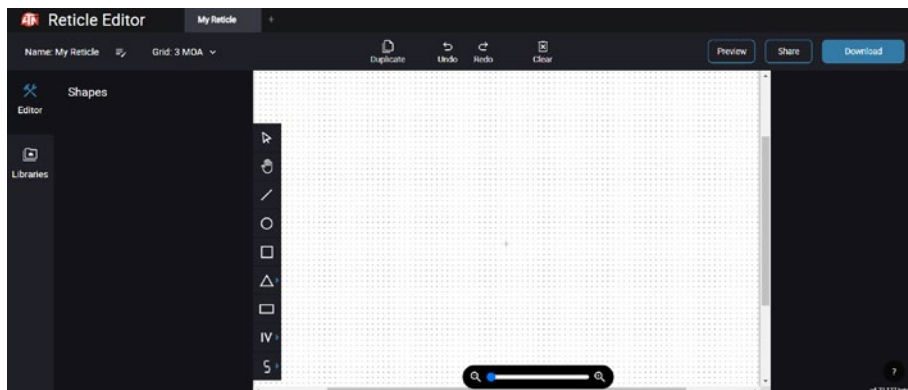 ATN Reticle Editor My Reticle +
Name: My Reticle Grid: 3 MOA Duplicate Undo Redo Clear Preview Share Download
Editor Shapes
Libraries
IV
S
?